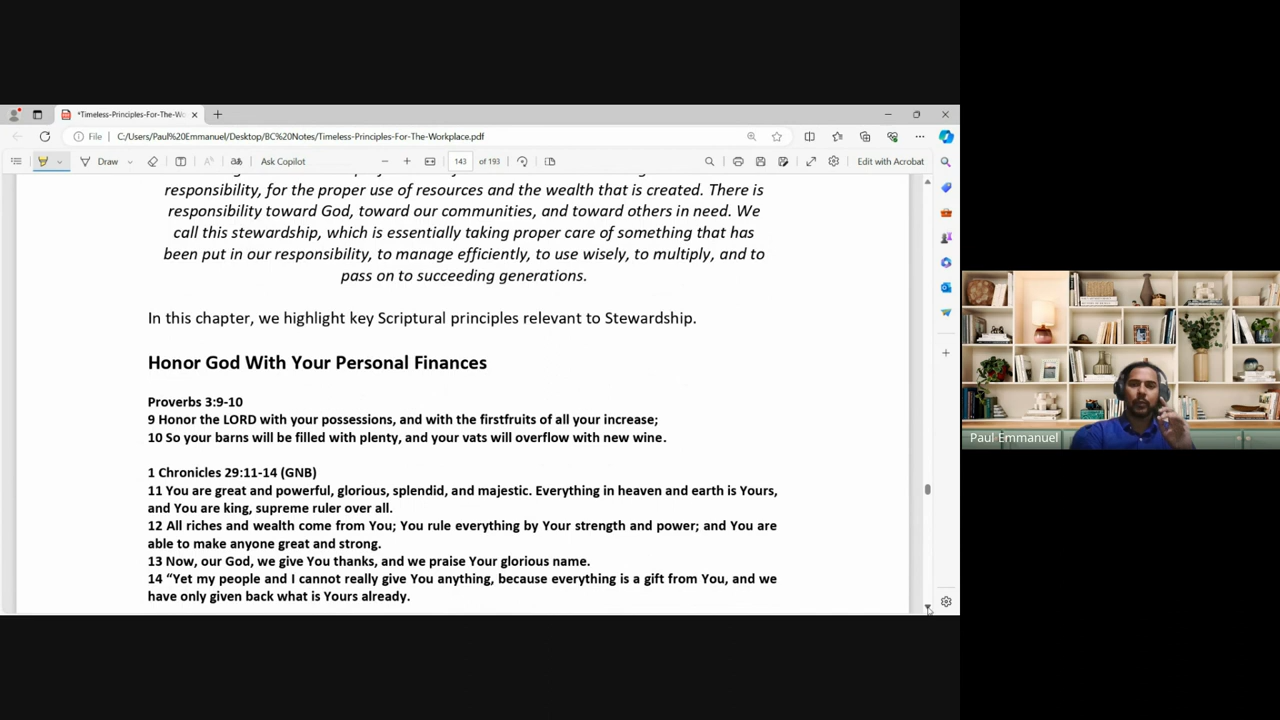 *Timeless-Principles-For-The-Wo
File
C:/Users/Paul%20Emmanuel/Desktop/BC%20Notes/Timeless-Principles-For-The-Workplace.pdf
Draw
Ask Copilot
143 of 193
Edit with Acrobat
responsibility, for the proper use of resources and the wealth that is created. There is
responsibility toward God, toward our communities, and toward others in need. We
call this stewardship, which is essentially taking proper care of something that has
been put in our responsibility, to manage efficiently, to use wisely, to multiply, and to
pass on to succeeding generations.
In this chapter, we highlight key Scriptural principles relevant to Stewardship.
Honor God With Your Personal Finances
Proverbs 3:9-10
9 Honor the LORD with your possessions, and with the firstfruits of all your increase;
10 So your barns will be filled with plenty, and your vats will overflow with new wine.
1 Chronicles 29:11-14 (GNB)
11 You are great and powerful, glorious, splendid, and majestic. Everything in heaven and earth is Yours,
and You are king, supreme ruler over all.
12 All riches and wealth come from You; You rule everything by Your strength and power; and You are
able to make anyone great and strong.
13 Now, our God, we give You thanks, and we praise Your glorious name.
14 “Yet my people and I cannot really give You anything, because everything is a gift from You, and we
have only given back what is Yours already.
Paul Emmanuel